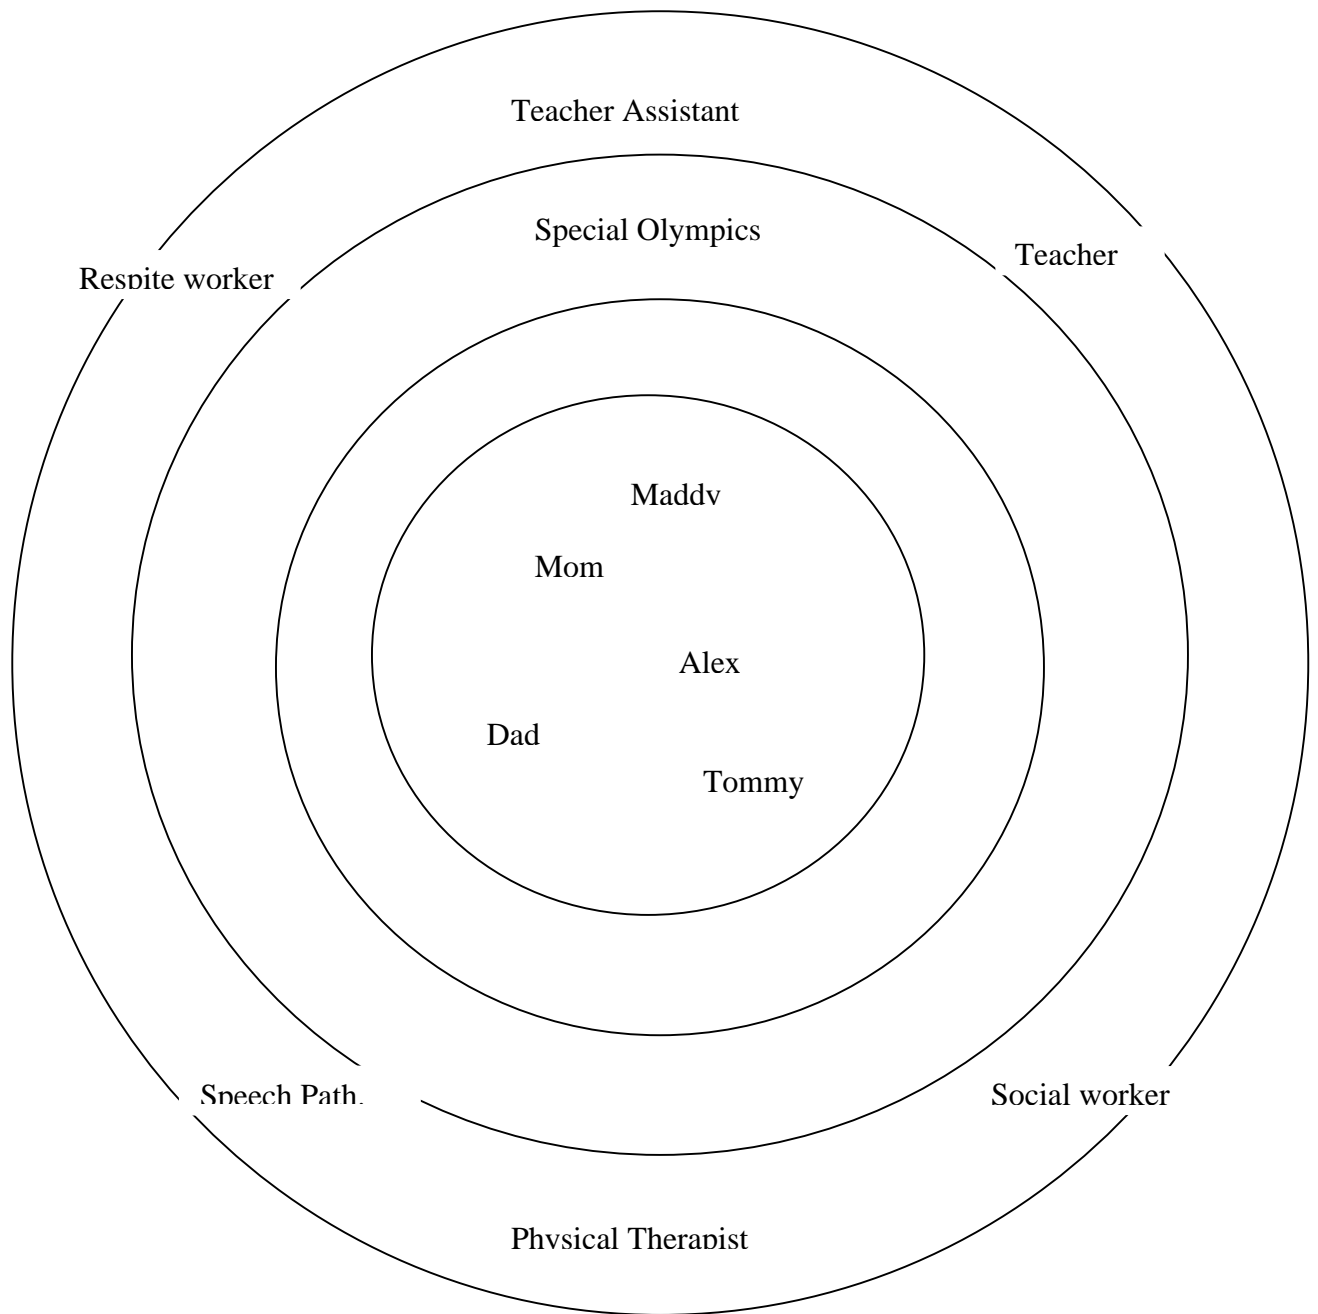 Teacher Assistant
Special Olympics
Teacher
Respite worker
Maddy
Mom
Alex
Dad
Tommy
Speech Path.
Social worker
Physical Therapist